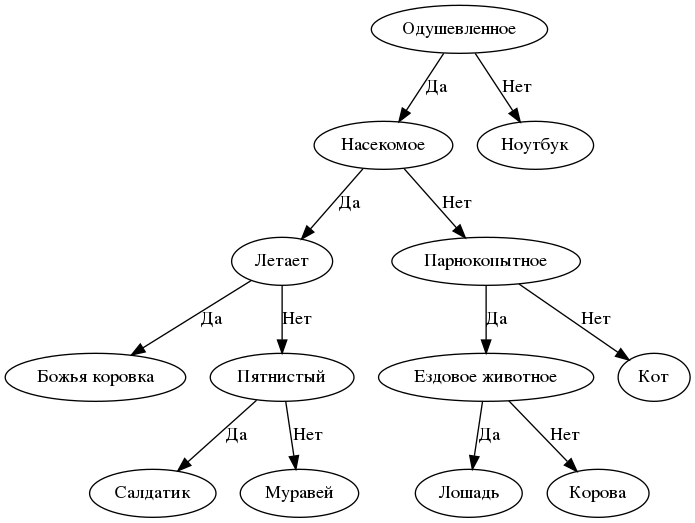 Одушевленное
Да
Нет
Насекомое
Ноутбук
Да
Нет
Летает
Парнокопытное
Да
Нет
Да
Нет
Божья коровка
Пятнистый
Ездовое животное
Кот
Да
Нет
Да
Нет
Салдатик
Муравей
Лошадь
Корова